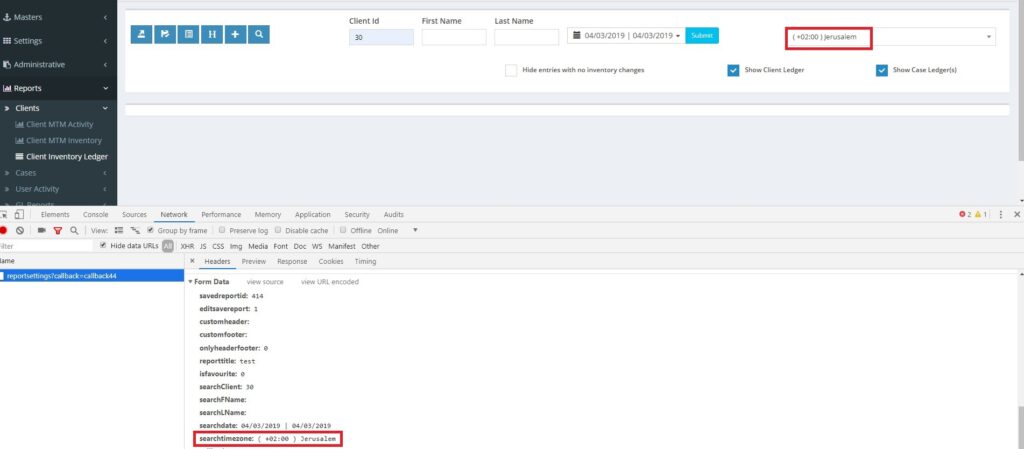 Masters
Settings
Administrative
Reports
Clients
Client MTM Activity
Client MTM Inventory
Client Inventory Ledger
Cases
User Activity
GL Reports
Client Id
First Name
Last Name
30
04/03/2019 | 04/03/2019
Submit
( +02:00 ) Jerusalem
Hide entries with no inventory changes
Show Client Ledger
Show Case Ledger(s)
Elements Console Sources Network Performance Memory Application Security Audits
2 1
View: Group by frame Preserve log Disable cache Offline Online
Filter Hide data URLs All XHR JS CSS Img Media Font Doc WS Manifest Other
Name
Headers Preview Response Cookies Timing
reportsettings?callback=callback44
Form Data view source view URL encoded
savedreportid: 414
editsavereport: 1
customheader:
customfooter:
onlyheaderfooter: 0
reporttitle: test
isfavourite: 0
searchClient: 30
searchFName:
searchLName:
searchdate: 04/03/2019 | 04/03/2019
searchtimezone: ( +02:00 ) Jerusalem